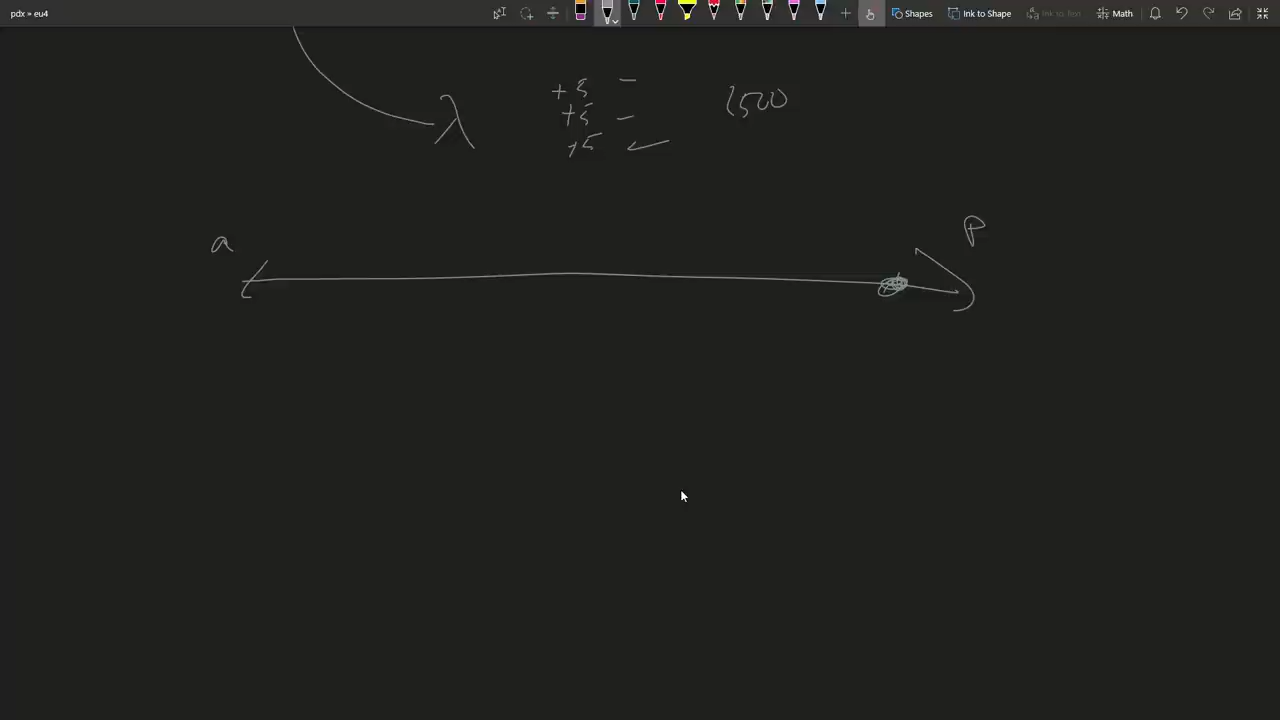 pdx » eu4
Shapes
Ink to Shape
Ink to Text
Math
λ
+5 –
+5 –
+5 ✓
1500
a
P